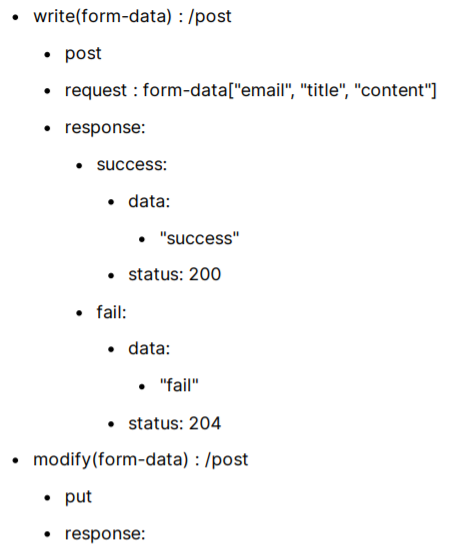 write(form-data) : /post
post
request : form-data["email", "title", "content"]
response:
success:
data:
"success"
status: 200
fail:
data:
"fail"
status: 204
modify(form-data) : /post
put
response: